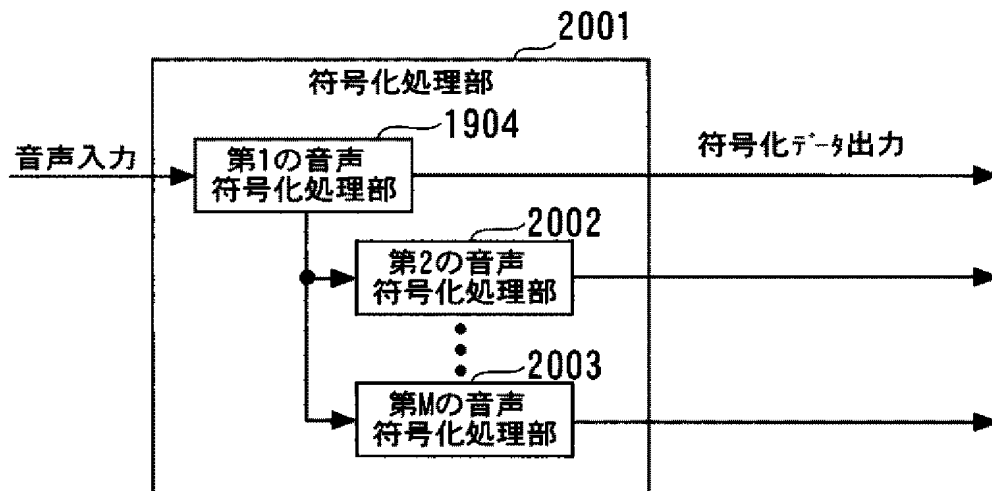 2001
符号化処理部
1904
音声入力
第1の音声
符号化処理部
符号化データ出力
2002
第2の音声
符号化処理部
2003
第Mの音声
符号化処理部